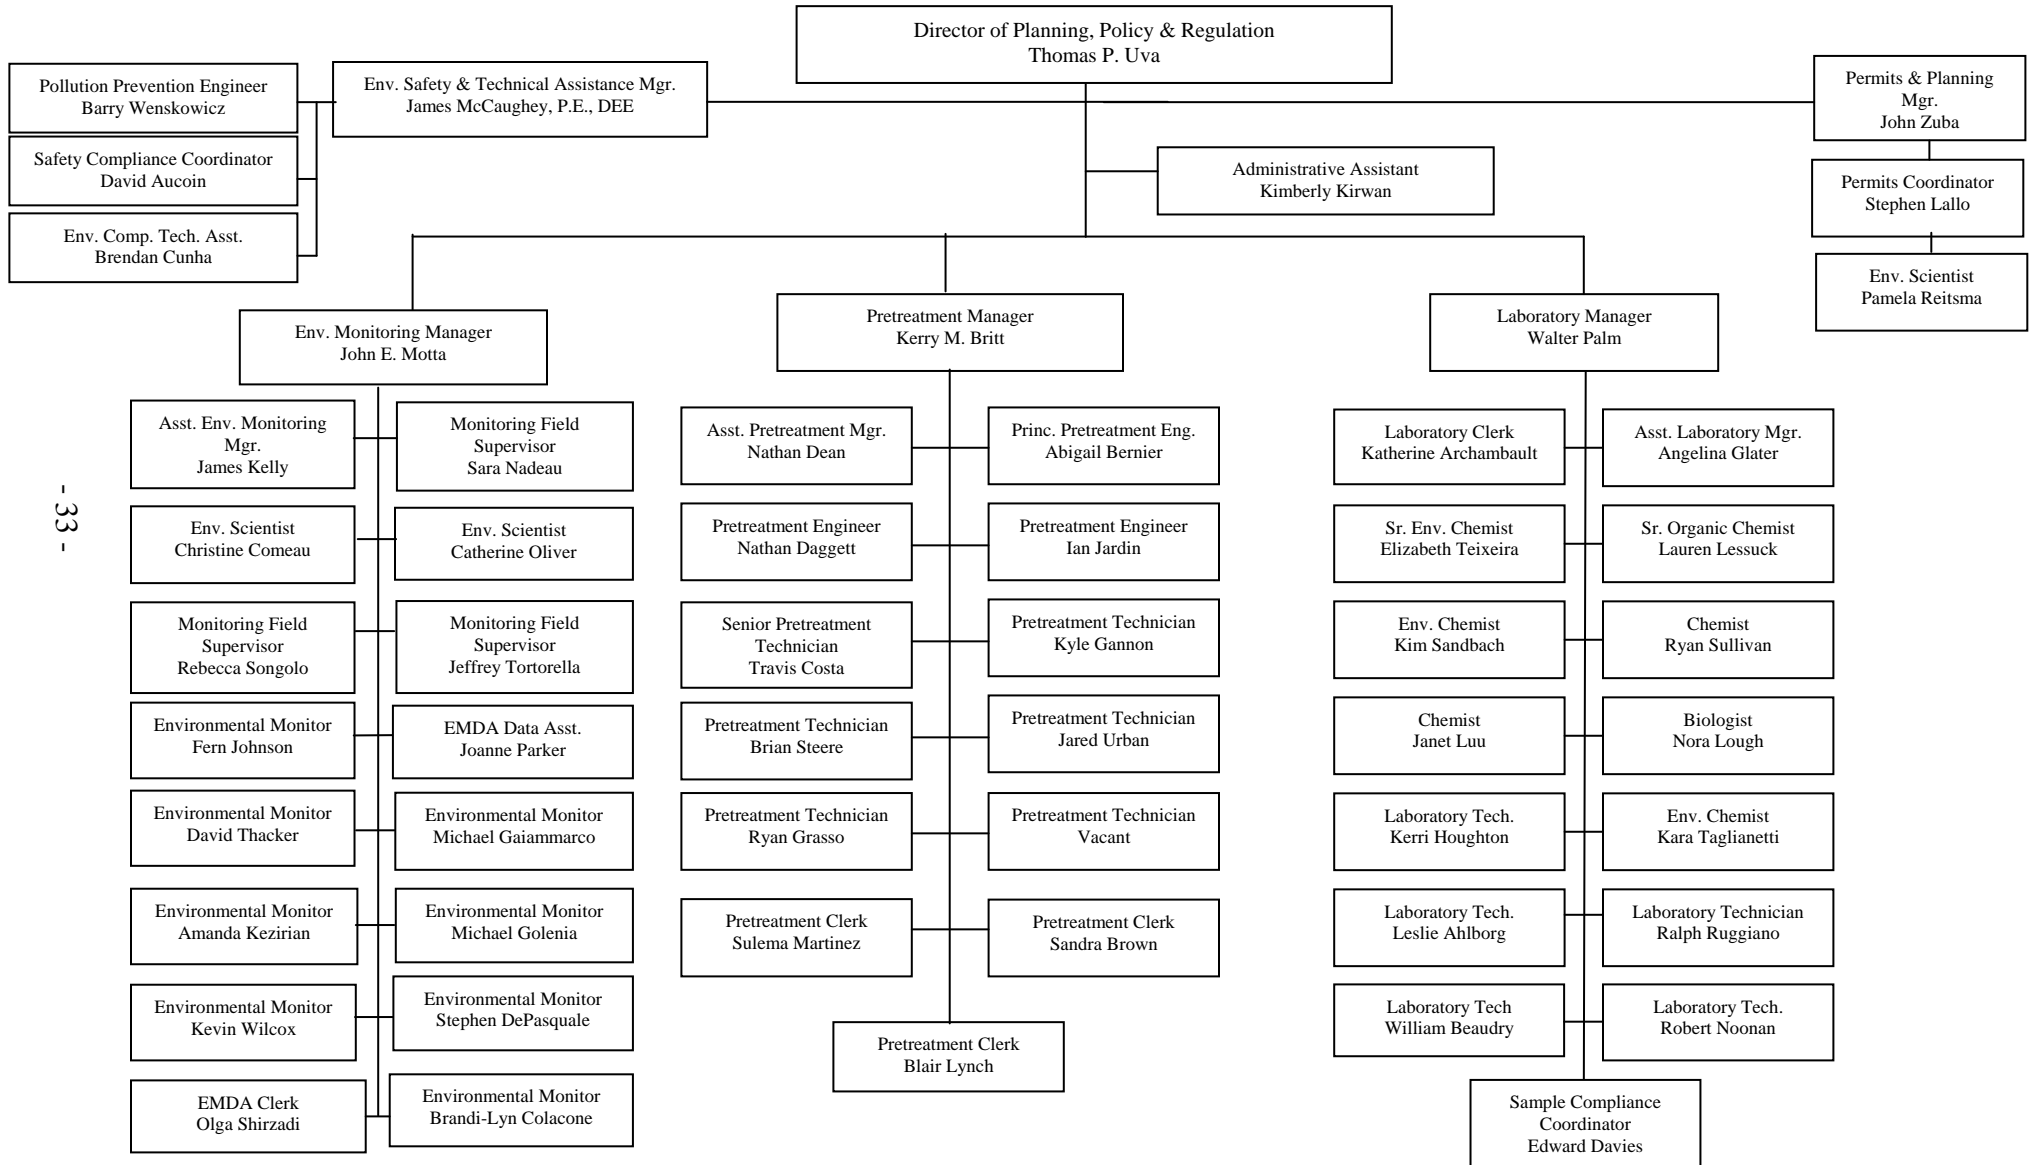 Director of Planning, Policy & Regulation
Thomas P. Uva
Pollution Prevention Engineer
Barry Wenskowicz
Env. Safety & Technical Assistance Mgr.
James McCaughey, P.E., DEE
Permits & Planning
Mgr.
John Zuba
Safety Compliance Coordinator
David Aucoin
Administrative Assistant
Kimberly Kirwan
Permits Coordinator
Stephen Lallo
Env. Comp. Tech. Asst.
Brendan Cunha
Env. Scientist
Pamela Reitsma
Env. Monitoring Manager
John E. Motta
Pretreatment Manager
Kerry M. Britt
Laboratory Manager
Walter Palm
Asst. Env. Monitoring
Mgr.
James Kelly
Monitoring Field
Supervisor
Sara Nadeau
Env. Scientist
Christine Comeau
Env. Scientist
Catherine Oliver
Monitoring Field
Supervisor
Rebecca Songolo
Monitoring Field
Supervisor
Jeffrey Tortorella
Environmental Monitor
Fern Johnson
EMDA Data Asst.
Joanne Parker
Environmental Monitor
David Thacker
Environmental Monitor
Michael Gaiammarco
Environmental Monitor
Amanda Kezirian
Environmental Monitor
Michael Golenia
Environmental Monitor
Kevin Wilcox
Environmental Monitor
Stephen DePasquale
EMDA Clerk
Olga Shirzadi
Environmental Monitor
Brandi-Lyn Colacone
Asst. Pretreatment Mgr.
Nathan Dean
Princ. Pretreatment Eng.
Abigail Bernier
Pretreatment Engineer
Nathan Daggett
Pretreatment Engineer
Ian Jardin
Senior Pretreatment
Technician
Travis Costa
Pretreatment Technician
Kyle Gannon
Pretreatment Technician
Brian Steere
Pretreatment Technician
Jared Urban
Pretreatment Technician
Ryan Grasso
Pretreatment Technician
Vacant
Pretreatment Clerk
Sulema Martinez
Pretreatment Clerk
Sandra Brown
Pretreatment Clerk
Blair Lynch
Laboratory Clerk
Katherine Archambault
Asst. Laboratory Mgr.
Angelina Glater
Sr. Env. Chemist
Elizabeth Teixeira
Sr. Organic Chemist
Lauren Lessuck
Env. Chemist
Kim Sandbach
Chemist
Ryan Sullivan
Chemist
Janet Luu
Biologist
Nora Lough
Laboratory Tech.
Kerri Houghton
Env. Chemist
Kara Taglianetti
Laboratory Tech.
Leslie Ahlborg
Laboratory Technician
Ralph Ruggiano
Laboratory Tech
William Beaudry
Laboratory Tech.
Robert Noonan
Sample Compliance
Coordinator
Edward Davies
- 33 -